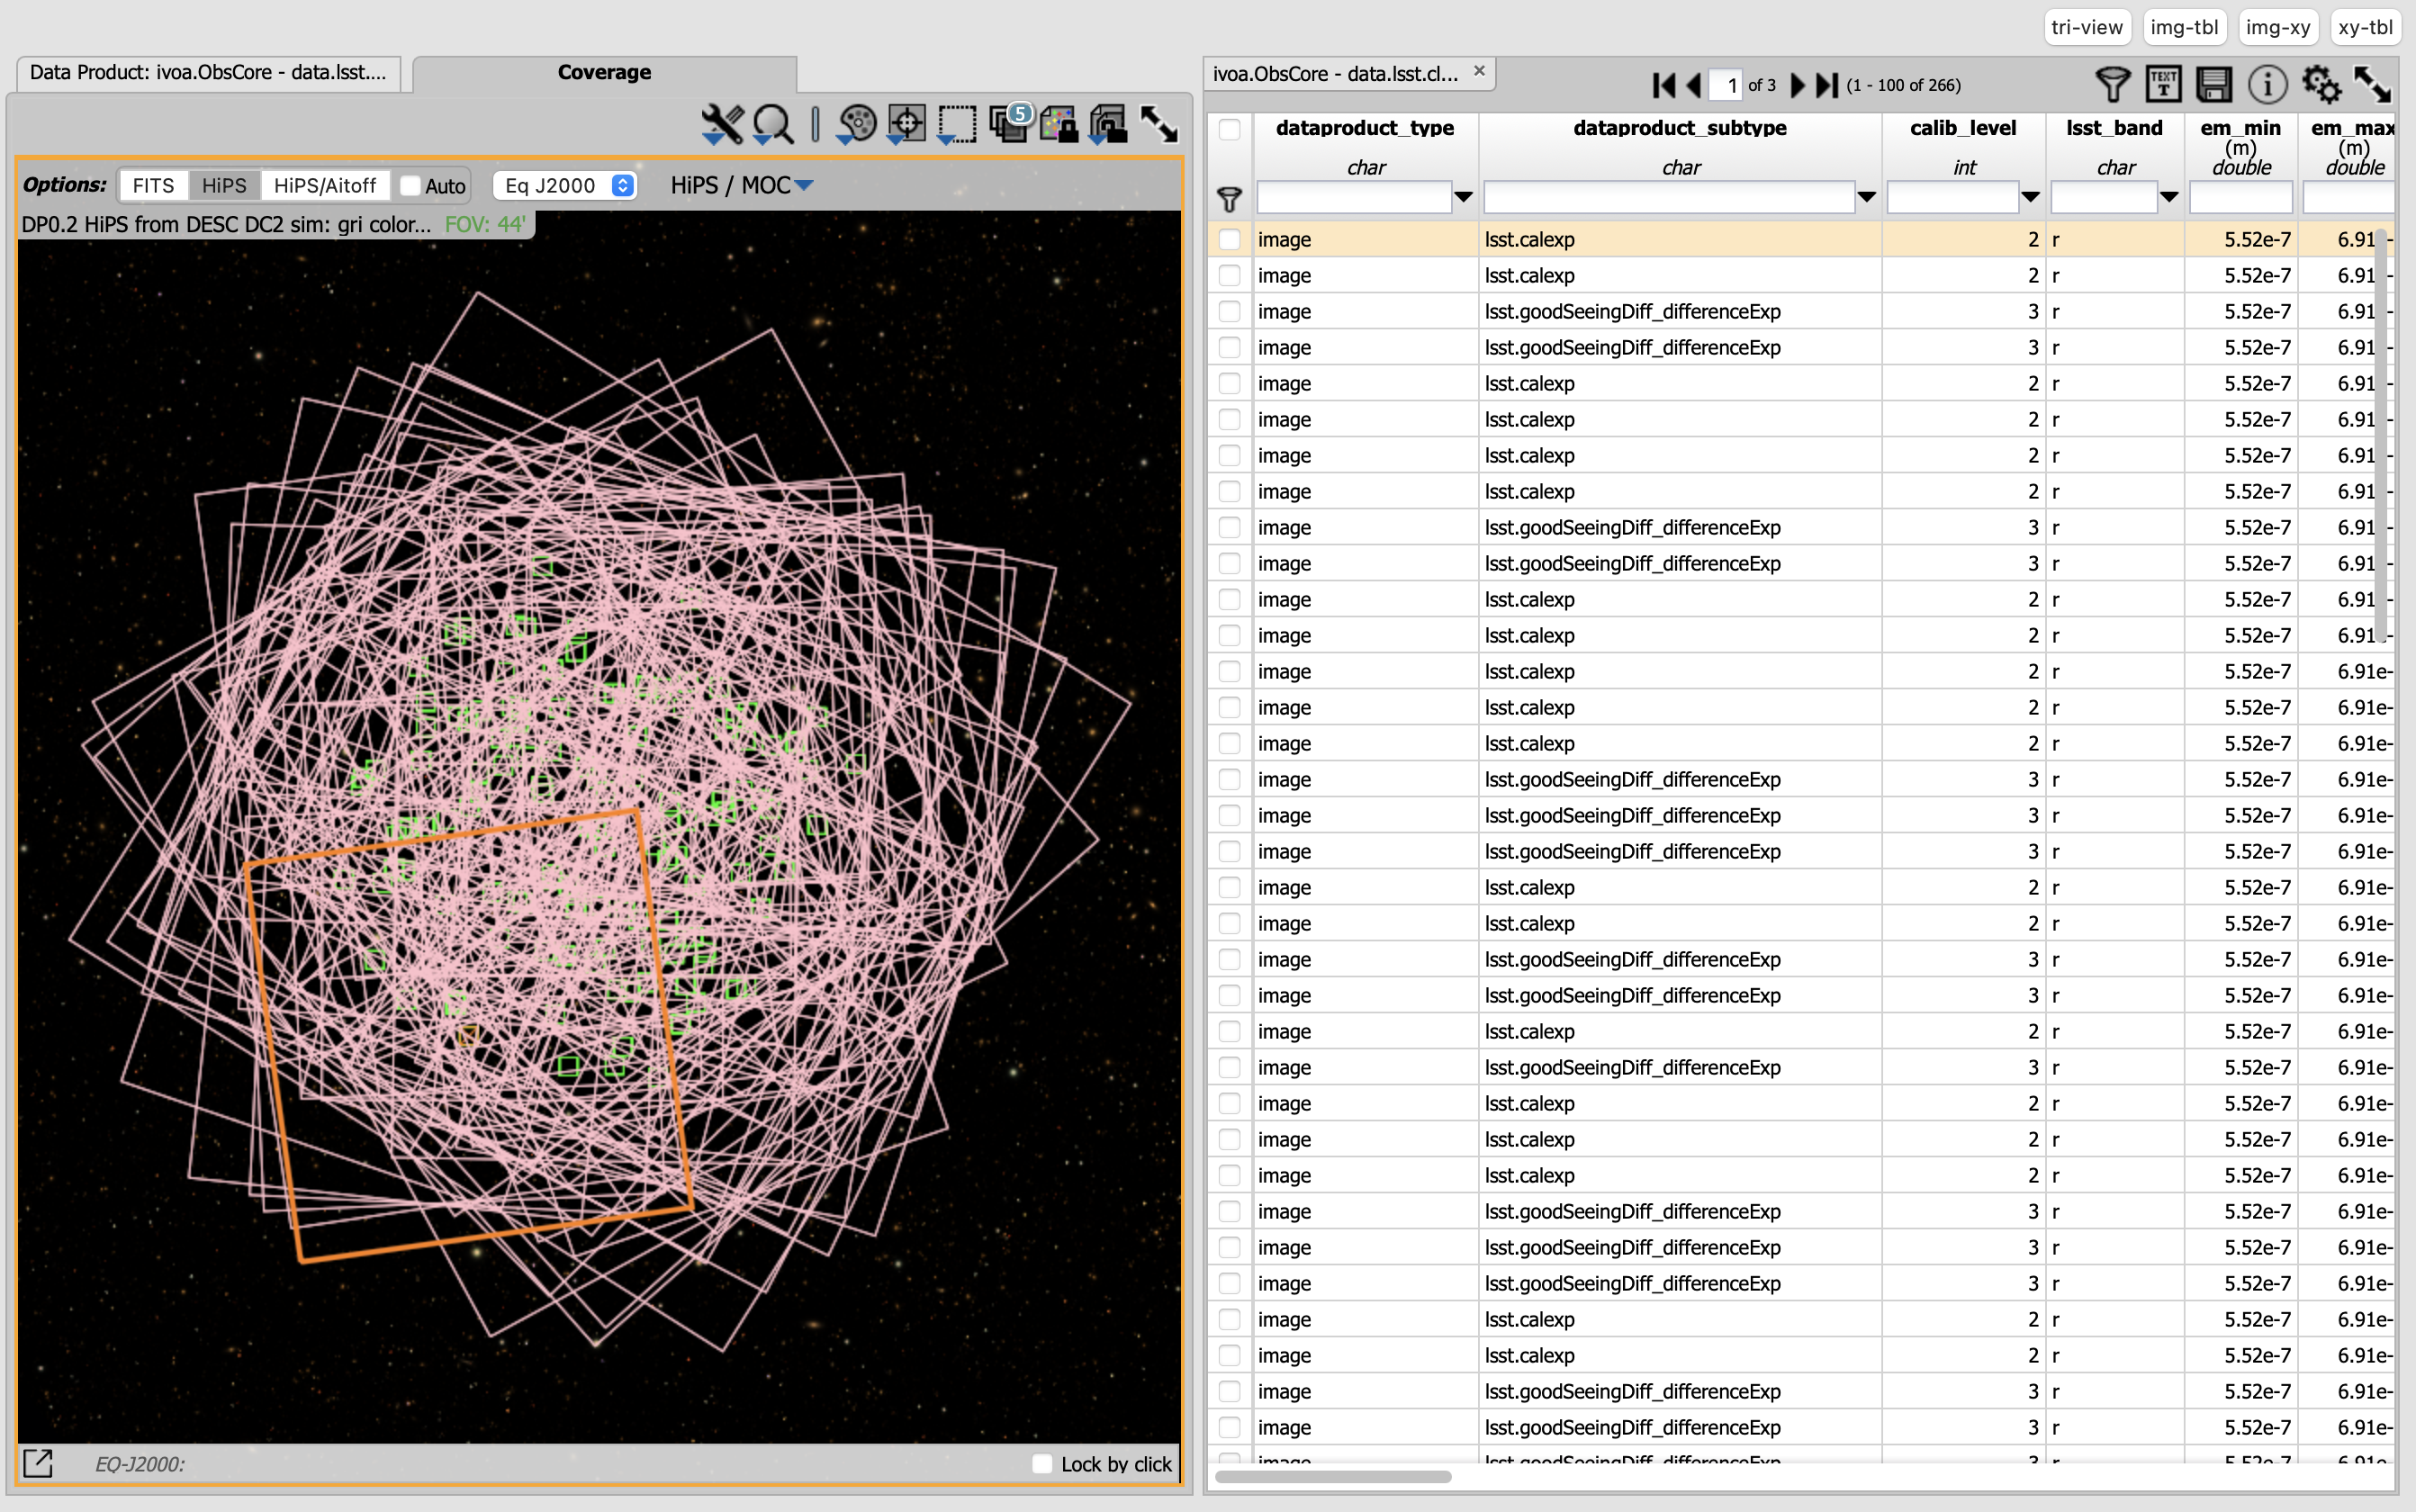 tri-view img-tbl img-xy xy-tbl
Data Product: ivoa.ObsCore - data.lsst.... Coverage
5
Options: FITS HiPS HiPS/Aitoff Auto Eq J2000 HiPS / MOC
DP0.2 HiPS from DESC DC2 sim: gri color... FOV: 44'
EQ-J2000: Lock by click
ivoa.ObsCore - data.lsst.cl... × 1 of 3 (1 - 100 of 266) TEXT T i
dataproduct_type dataproduct_subtype calib_level lsst_band em_min em_max
(m) (m)
char char int char double double
image lsst.calexp 2 r 5.52e-7 6.91 -
image lsst.calexp 2 r 5.52e-7 6.91 -
image lsst.goodSeeingDiff_differenceExp 3 r 5.52e-7 6.91 -
image lsst.goodSeeingDiff_differenceExp 3 r 5.52e-7 6.91 -
image lsst.calexp 2 r 5.52e-7 6.91 -
image lsst.calexp 2 r 5.52e-7 6.91 -
image lsst.calexp 2 r 5.52e-7 6.91 -
image lsst.calexp 2 r 5.52e-7 6.91 -
image lsst.goodSeeingDiff_differenceExp 3 r 5.52e-7 6.91 -
image lsst.goodSeeingDiff_differenceExp 3 r 5.52e-7 6.91 -
image lsst.calexp 2 r 5.52e-7 6.91 -
image lsst.calexp 2 r 5.52e-7 6.91 -
image lsst.calexp 2 r 5.52e-7 6.91e-
image lsst.calexp 2 r 5.52e-7 6.91e-
image lsst.calexp 2 r 5.52e-7 6.91e-
image lsst.goodSeeingDiff_differenceExp 3 r 5.52e-7 6.91e-
image lsst.goodSeeingDiff_differenceExp 3 r 5.52e-7 6.91e-
image lsst.goodSeeingDiff_differenceExp 3 r 5.52e-7 6.91e-
image lsst.calexp 2 r 5.52e-7 6.91e-
image lsst.calexp 2 r 5.52e-7 6.91e-
image lsst.goodSeeingDiff_differenceExp 3 r 5.52e-7 6.91e-
image lsst.goodSeeingDiff_differenceExp 3 r 5.52e-7 6.91e-
image lsst.calexp 2 r 5.52e-7 6.91e-
image lsst.goodSeeingDiff_differenceExp 3 r 5.52e-7 6.91e-
image lsst.calexp 2 r 5.52e-7 6.91e-
image lsst.calexp 2 r 5.52e-7 6.91e-
image lsst.calexp 2 r 5.52e-7 6.91e-
image lsst.goodSeeingDiff_differenceExp 3 r 5.52e-7 6.91e-
image lsst.goodSeeingDiff_differenceExp 3 r 5.52e-7 6.91e-
image lsst.goodSeeingDiff_differenceExp 3 r 5.52e-7 6.91e-
image lsst.calexp 2 r 5.52e-7 6.91e-
image lsst.calexp 2 r 5.52e-7 6.91e-
image lsst.goodSeeingDiff_differenceExp 3 r 5.52e-7 6.91e-
image lsst.goodSeeingDiff_differenceExp 3 r 5.52e-7 6.91e-